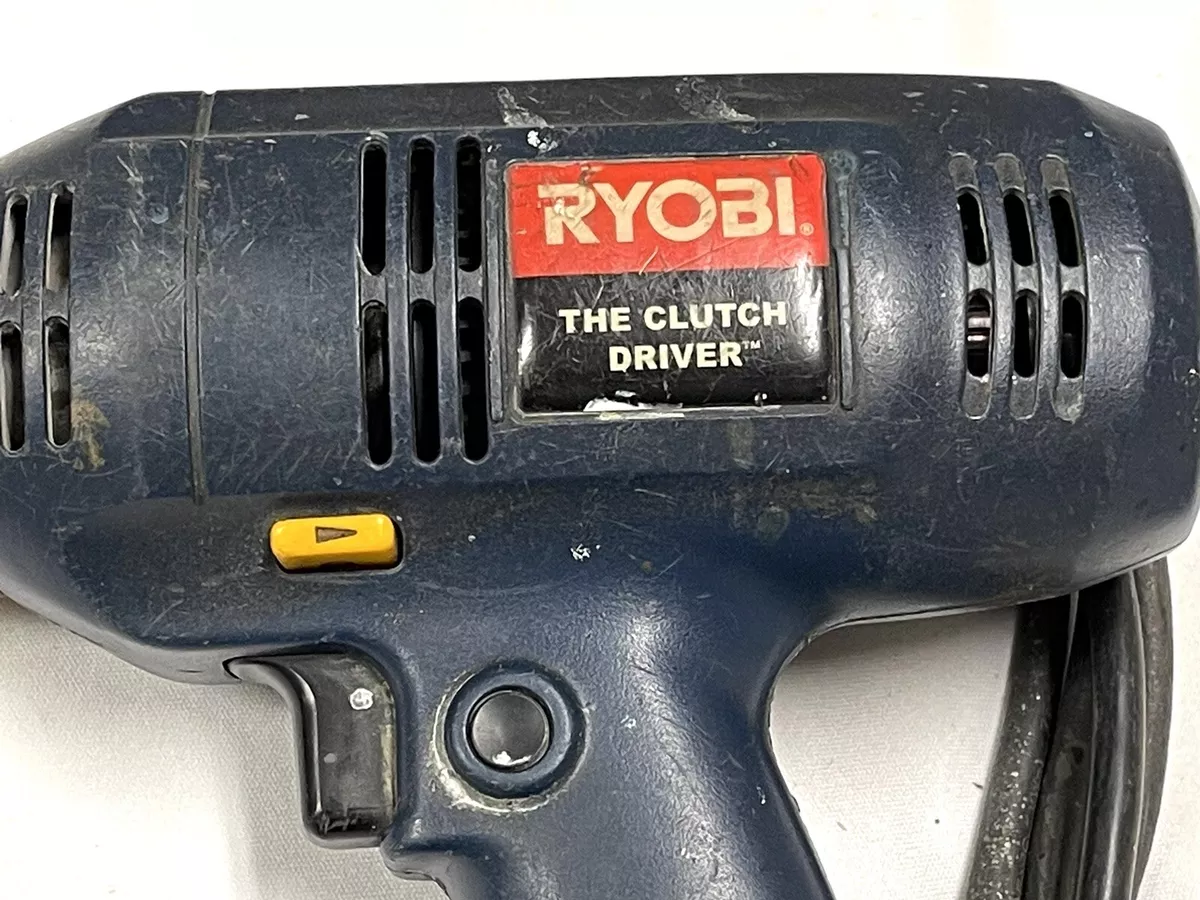 RYOBI®
THE CLUTCH
DRIVER™